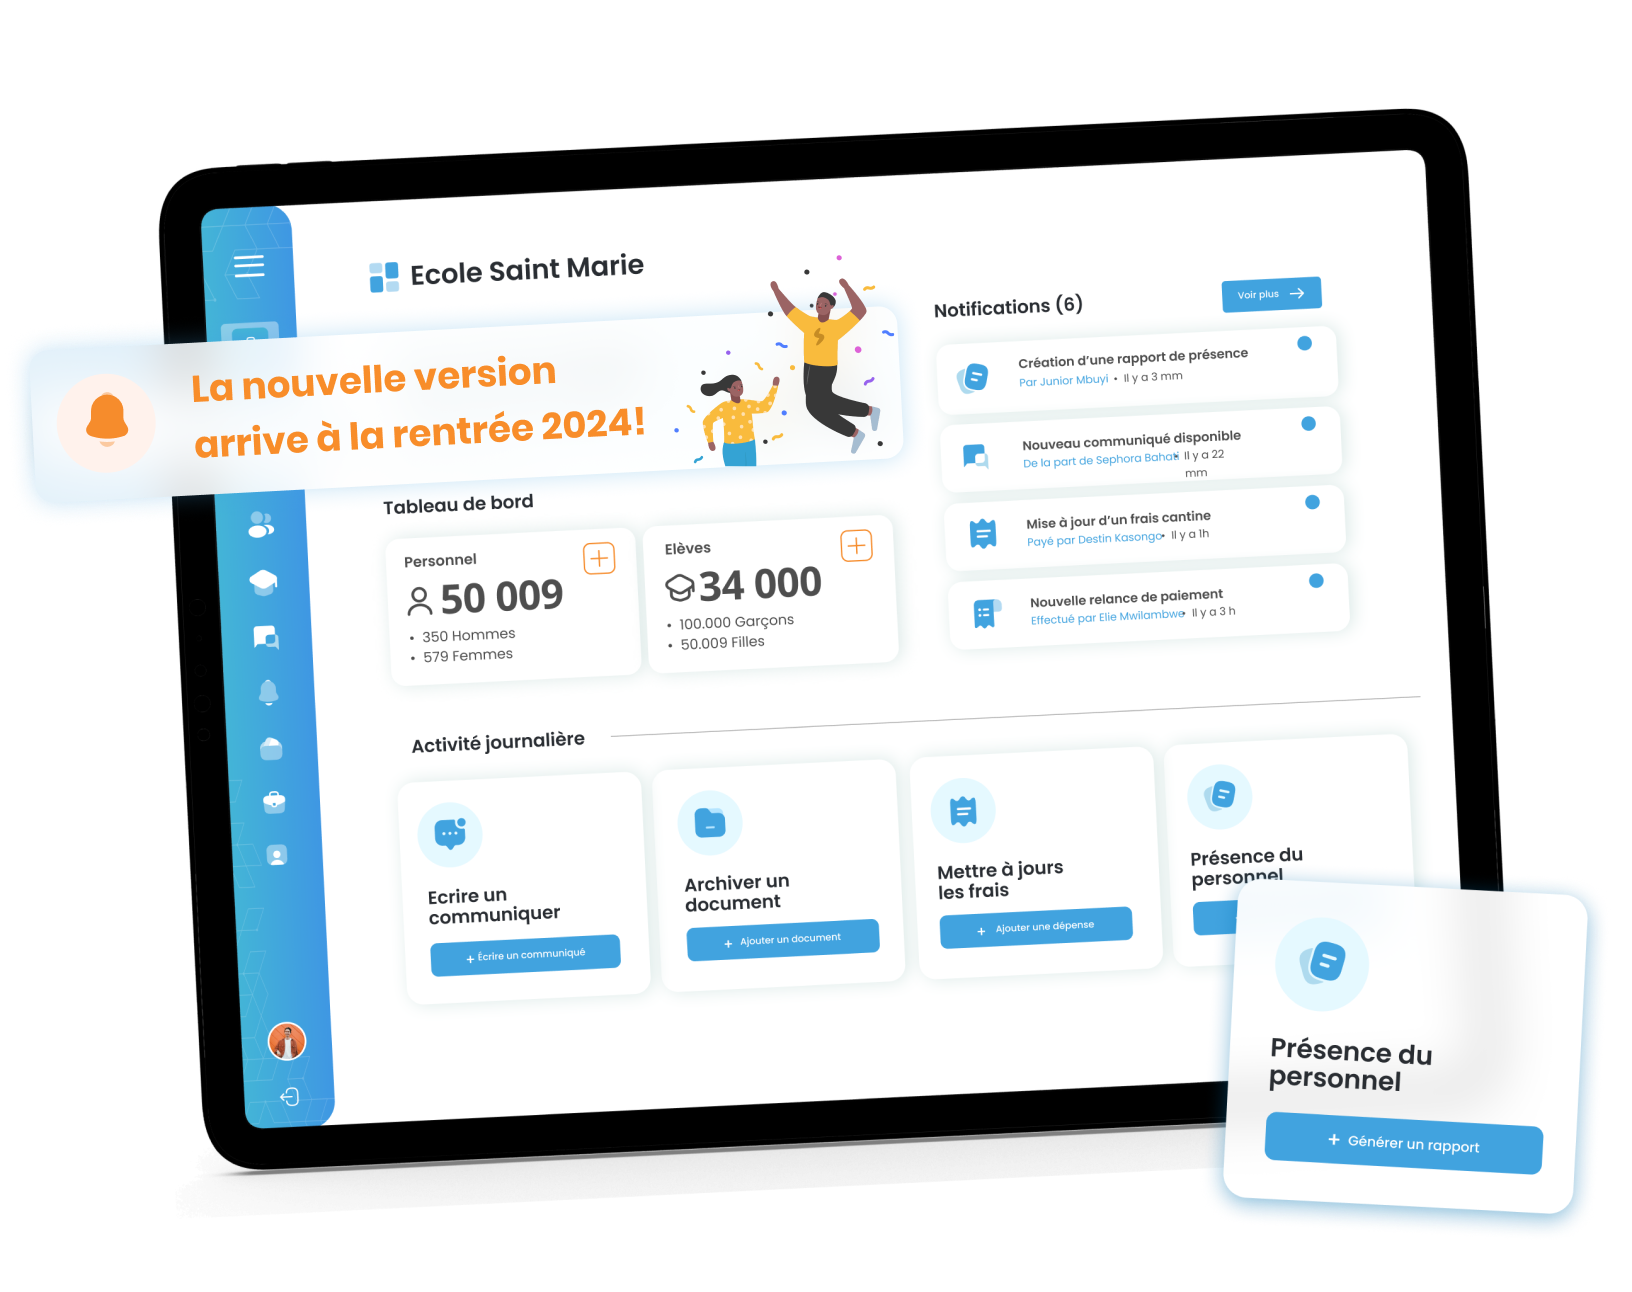 Ecole Saint Marie
La nouvelle version
arrive à la rentrée 2024!
Tableau de bord
Personnel
50 009
• 350 Hommes
• 579 Femmes
Elèves
34 000
• 100.000 Garçons
• 50.009 Filles
Notifications (6)
Voir plus
Création d’une rapport de présence
Par Junior Mbuyi • Il y a 3 mm
Nouveau communiqué disponible
De la part de Sephora Bahati • Il y a 22
mm
Mise à jour d’un frais cantine
Payé par Destin Kasongo • Il y a 1h
Nouvelle relance de paiement
Effectué par Elie Mwilambwe • Il y a 3 h
Activité journalière
Ecrire un
communiquer
+ Écrire un communiqué
Archiver un
document
+ Ajouter un document
Mettre à jours
les frais
+ Ajouter une dépense
Présence du
personnel
Présence du
personnel
+ Générer un rapport